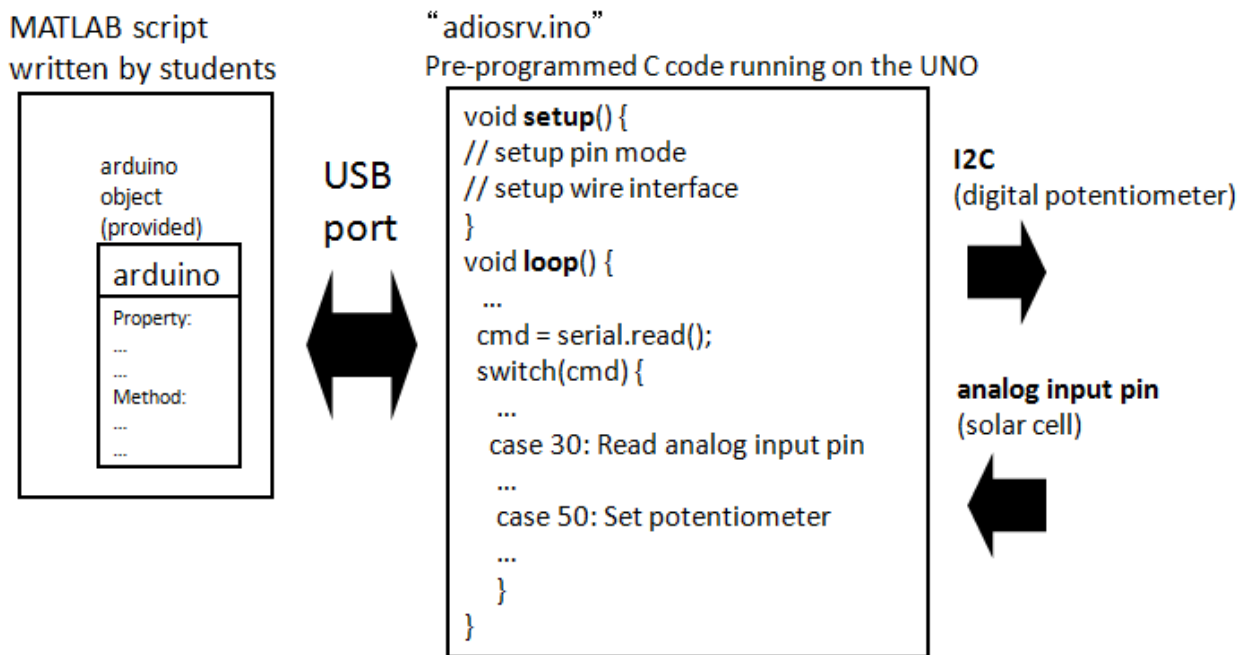 MATLAB script
written by students
arduino
object
(provided)
arduino
Property:
...
...
Method:
...
...
USB
port
“adiosrv.ino”
Pre-programmed C code running on the UNO
void setup() {
// setup pin mode
// setup wire interface
}
void loop() {
...
cmd = serial.read();
switch(cmd) {
...
case 30: Read analog input pin
...
case 50: Set potentiometer
...
}
}
I2C
(digital potentiometer)
analog input pin
(solar cell)